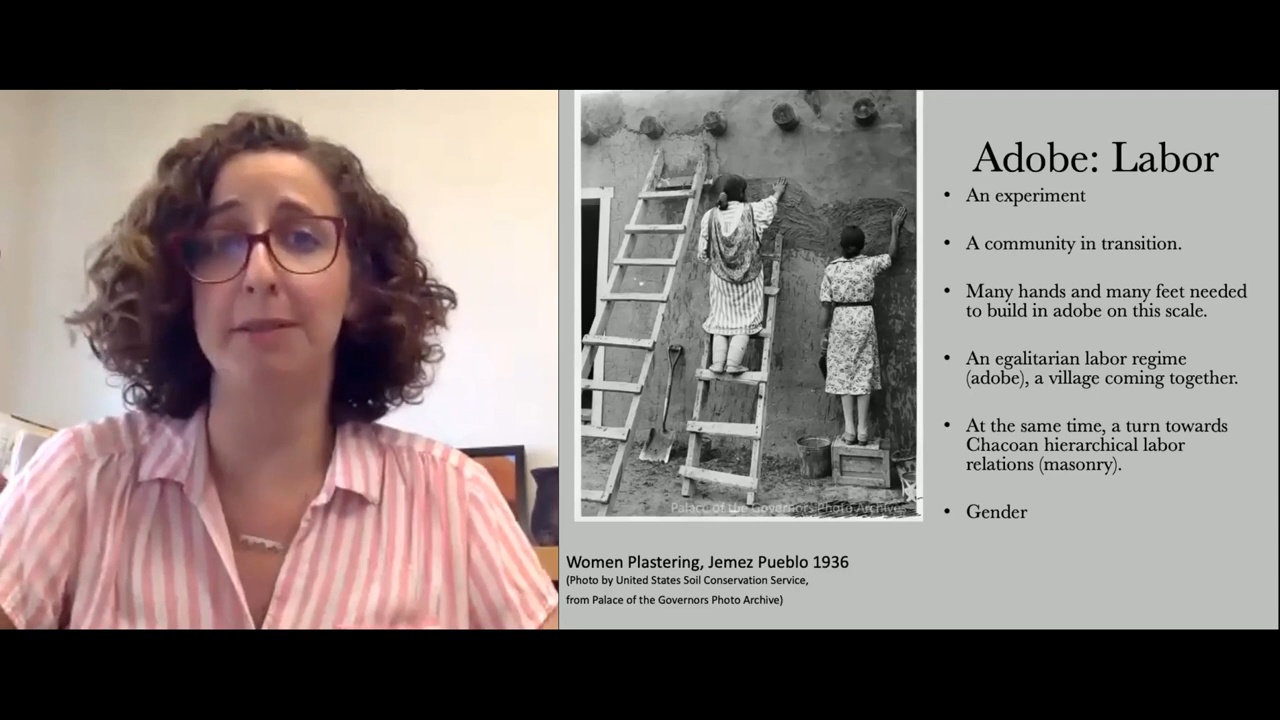 Adobe: Labor
• An experiment
• A community in transition.
• Many hands and many feet needed
to build in adobe on this scale.
• An egalitarian labor regime
(adobe), a village coming together.
• At the same time, a turn towards
Chacoan hierarchical labor
relations (masonry).
• Gender
Palace of the Governors Photo Archives
Women Plastering, Jemez Pueblo 1936
(Photo by United States Soil Conservation Service,
from Palace of the Governors Photo Archive)